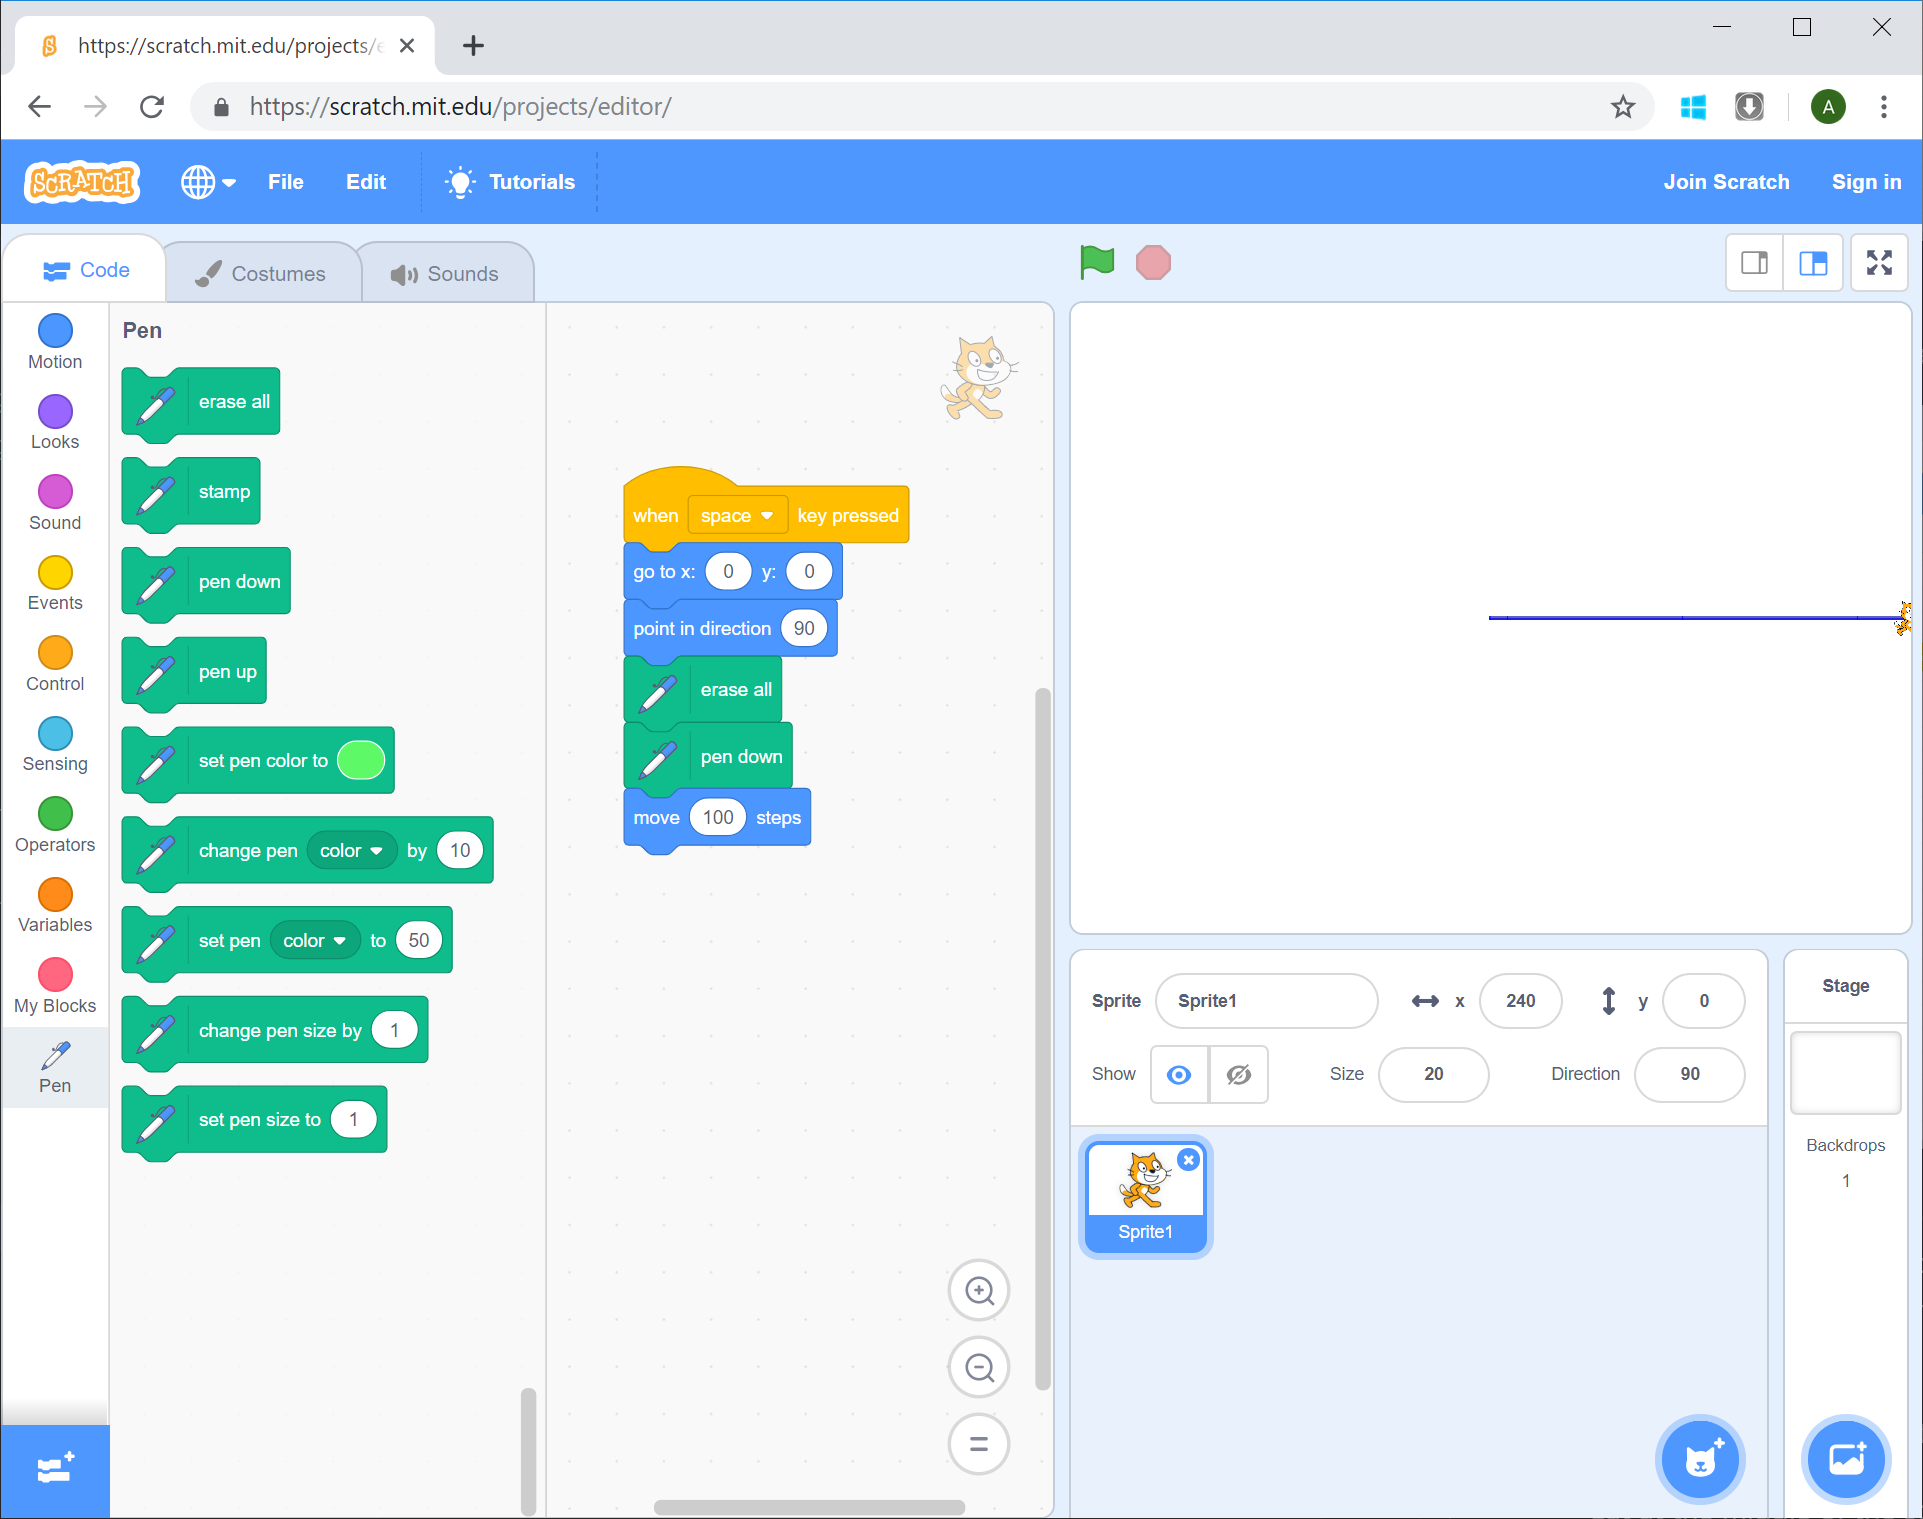 https://scratch.mit.edu/projects/e
https://scratch.mit.edu/projects/editor/
A
SCRATCH
File
Edit
Tutorials
Join Scratch
Sign in
Code
Costumes
Sounds
Motion
Looks
Sound
Events
Control
Sensing
Operators
Variables
My Blocks
Pen
Pen
erase all
stamp
pen down
pen up
set pen color to
change pen color by 10
set pen color to 50
change pen size by 1
set pen size to 1
when space key pressed
go to x: 0 y: 0
point in direction 90
erase all
pen down
move 100 steps
Sprite Sprite1 x 240 y 0
Show Size 20 Direction 90
Sprite1
Stage
Backdrops
1